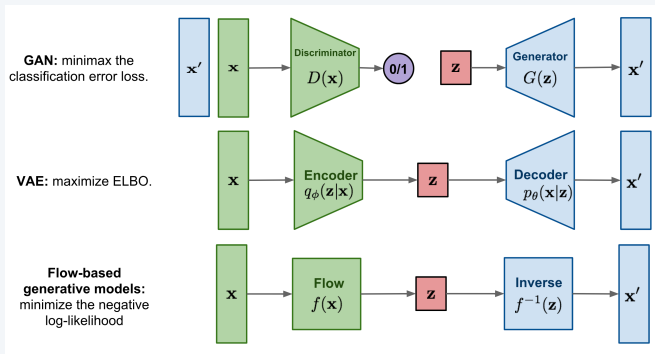 GAN: minimax the
classification error loss.
x′
x
Discriminator
D(x)
0/1
z
Generator
G(z)
x′
VAE: maximize ELBO.
x
Encoder
qϕ(z|x)
z
Decoder
pθ(x|z)
x′
Flow-based
generative models:
minimize the negative
log-likelihood
x
Flow
f(x)
z
Inverse
f⁻¹(z)
x′